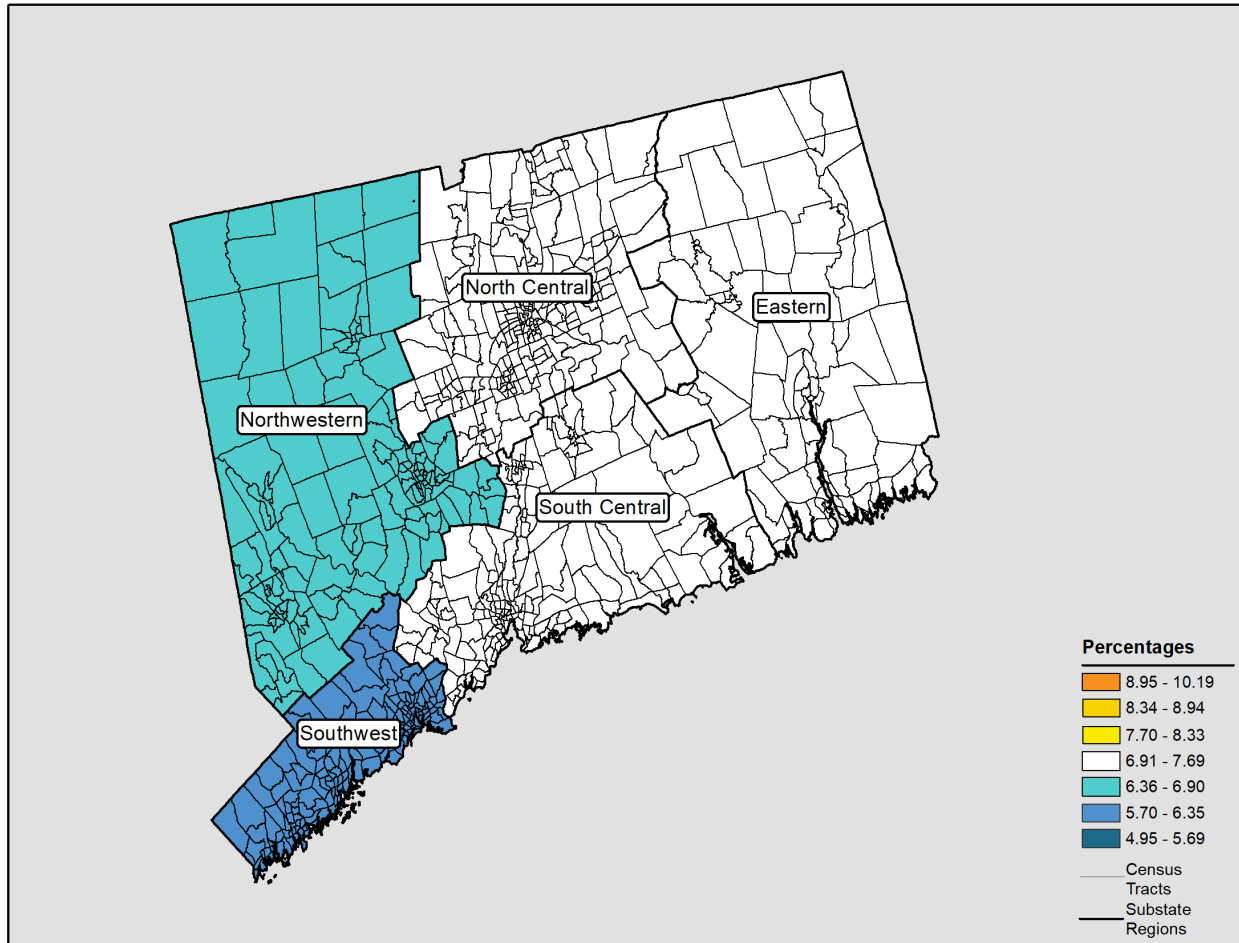 North Central
Eastern
Northwestern
South Central
Southwest
Percentages
8.95 - 10.19
8.34 - 8.94
7.70 - 8.33
6.91 - 7.69
6.36 - 6.90
5.70 - 6.35
4.95 - 5.69
Census
Tracts
Substate
Regions